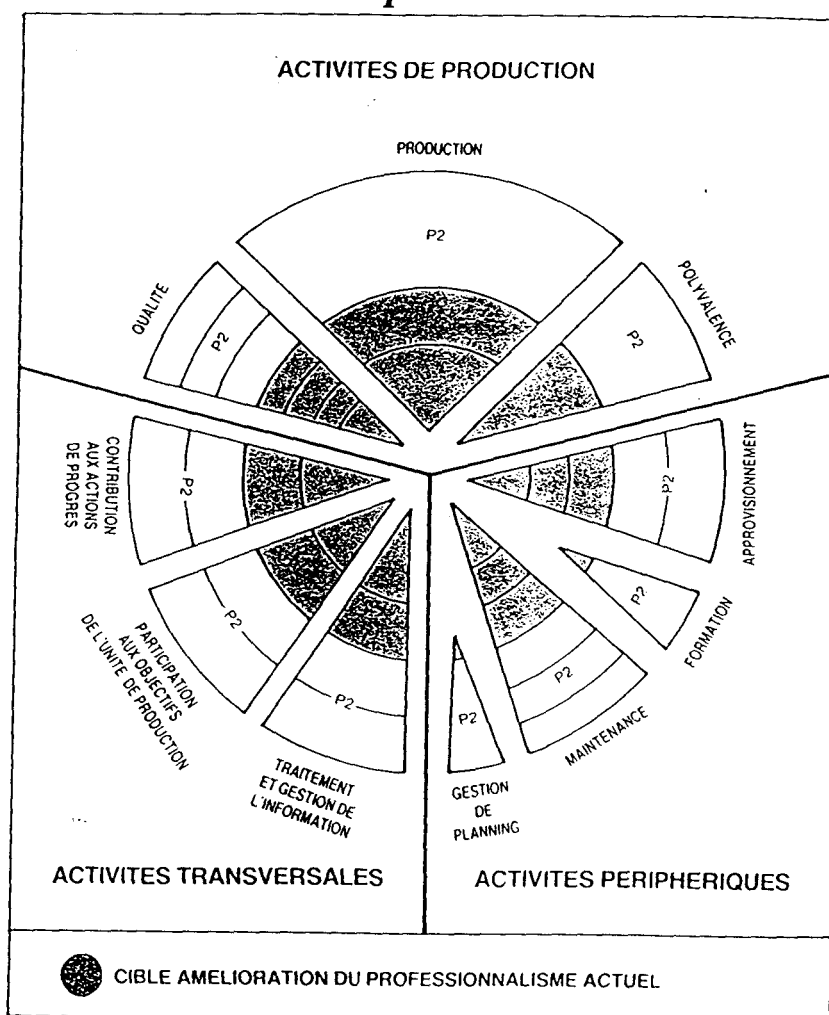 ACTIVITES DE PRODUCTION
PRODUCTION
P2
QUALITE
P2
POLYVALENCE
P2
CONTRIBUTION
AUX ACTIONS
DE PROGRES
P2
APPROVISIONNEMENT
P2
FORMATION
P2
PARTICIPATION
AUX OBJECTIFS
DE L'UNITE DE PRODUCTION
P2
MAINTENANCE
P2
TRAITEMENT
ET GESTION DE
L'INFORMATION
P2
GESTION
DE
PLANNING
P2
ACTIVITES TRANSVERSALES
ACTIVITES PERIPHERIQUES
CIBLE AMELIORATION DU PROFESSIONNALISME ACTUEL